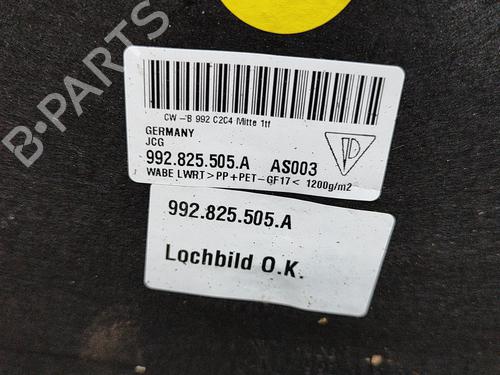 CW -B 992 C2C4 Mitte 1tf
GERMANY
JCG
992.825.505.A AS003
WABE LWRT>PP+PET-GF17< 1200g/m2
992.825.505.A
Lochbild O.K.
B-PARTS